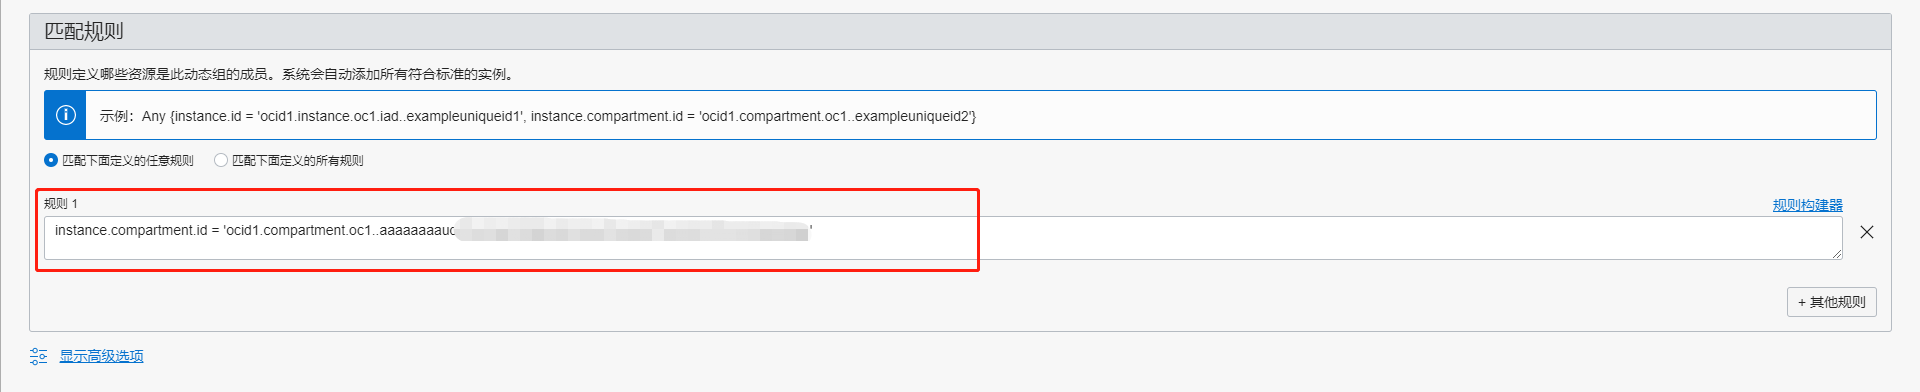 匹配规则
规则定义哪些资源是此动态组的成员。系统会自动添加所有符合标准的实例。
示例：Any {instance.id = 'ocid1.instance.oc1.iad..exampleuniqueid1', instance.compartment.id = 'ocid1.compartment.oc1..exampleuniqueid2'}
匹配下面定义的任意规则 匹配下面定义的所有规则
规则 1 规则构建器
instance.compartment.id = 'ocid1.compartment.oc1..aaaaaaaauc '
+ 其他规则
显示高级选项